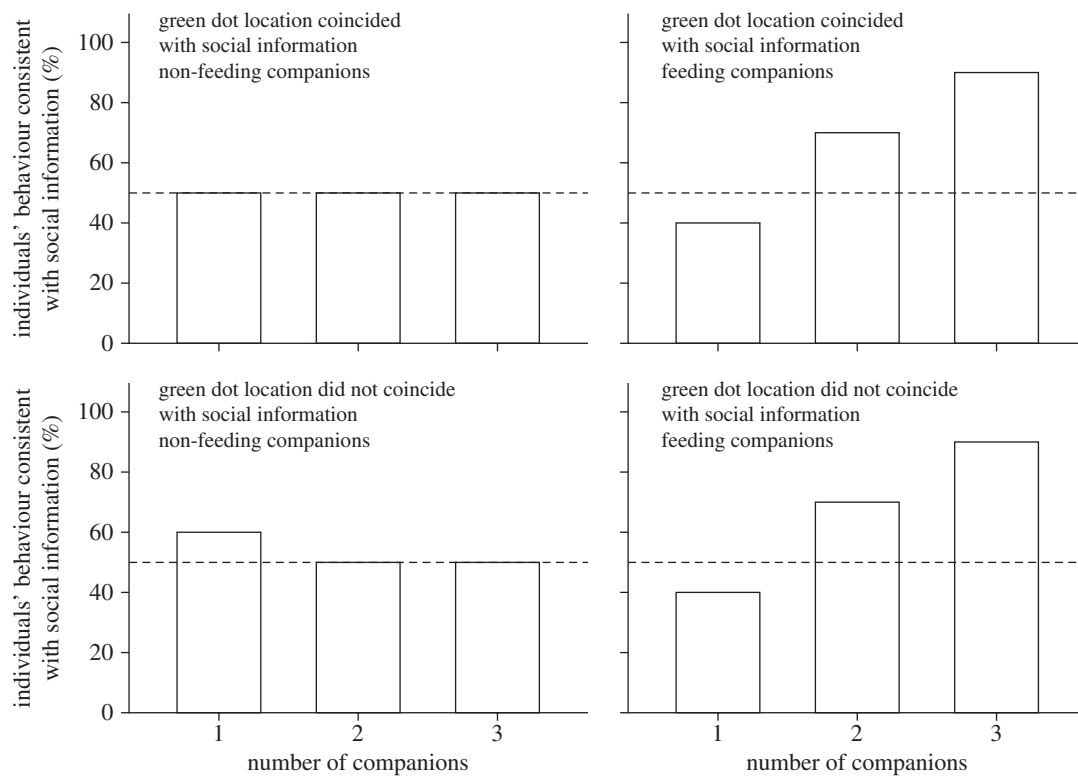 green dot location coincided
with social information
non-feeding companions
individuals’ behaviour consistent
with social information (%)
100
80
60
40
20
0
green dot location coincided
with social information
feeding companions
green dot location did not coincide
with social information
non-feeding companions
individuals’ behaviour consistent
with social information (%)
100
80
60
40
20
0
1 2 3
number of companions
green dot location did not coincide
with social information
feeding companions
1 2 3
number of companions